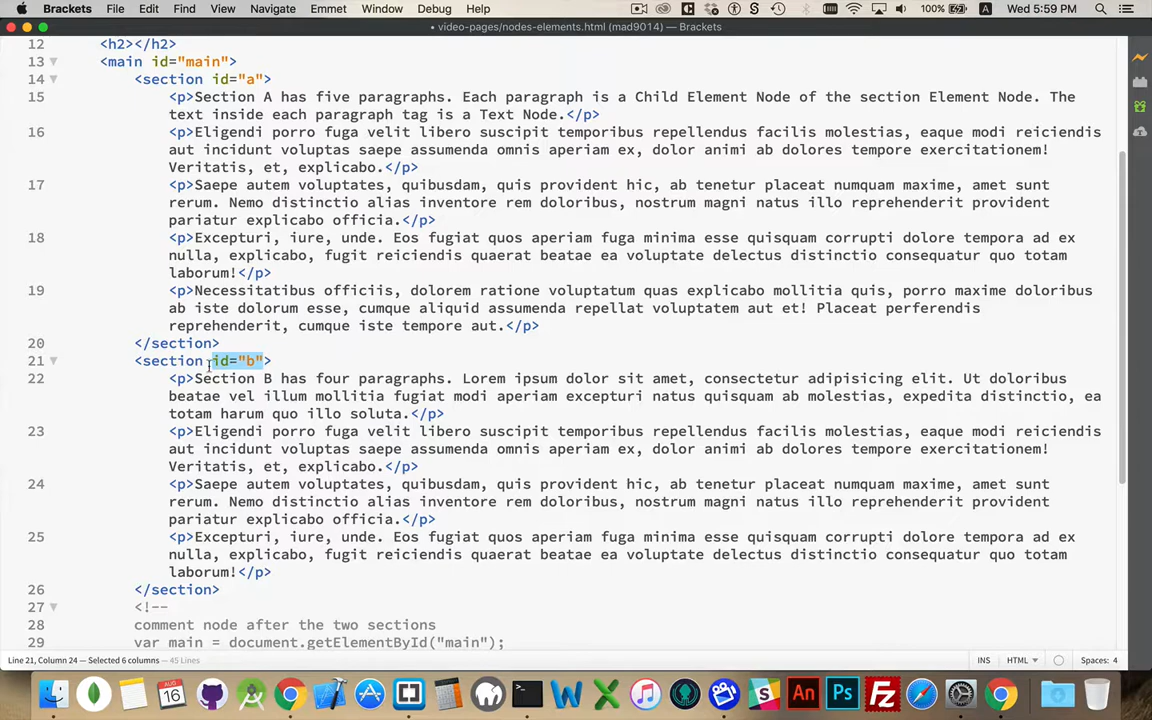 Brackets File Edit Find View Navigate Emmet Window Debug Help 100% A Wed 5:59 PM
• video-pages/nodes-elements.html (mad9014) — Brackets
12 <h2></h2>
13 <main id="main">
14 <section id="a">
15 <p>Section A has five paragraphs. Each paragraph is a Child Element Node of the section Element Node. The
text inside each paragraph tag is a Text Node.</p>
16 <p>Eligendi porro fuga velit libero suscipit temporibus repellendus facilis molestias, eaque modi reiciendis
aut incidunt voluptas saepe assumenda omnis aperiam ex, dolor animi ab dolores tempore exercitationem!
Veritatis, et, explicabo.</p>
17 <p>Saepe autem voluptates, quibusdam, quis provident hic, ab tenetur placeat numquam maxime, amet sunt
rerum. Nemo distinctio alias inventore rem doloribus, nostrum magni natus illo reprehenderit provident
pariatur explicabo officia.</p>
18 <p>Excepturi, iure, unde. Eos fugiat quos aperiam fuga minima esse quisquam corrupti dolore tempora ad ex
nulla, explicabo, fugit reiciendis quaerat beatae ea voluptate delectus distinctio consequatur quo totam
laborum!</p>
19 <p>Necessitatibus officiis, dolorem ratione voluptatum quas explicabo mollitia quis, porro maxime doloribus
ab iste dolorum esse, cumque aliquid assumenda repellat voluptatem aut et! Placeat perferendis
reprehenderit, cumque iste tempore aut.</p>
20 </section>
21 <section id="b">
22 <p>Section B has four paragraphs. Lorem ipsum dolor sit amet, consectetur adipisicing elit. Ut doloribus
beatae vel illum mollitia fugiat modi aperiam excepturi natus quisquam ab molestias, expedita distinctio, ea
totam harum quo illo soluta.</p>
23 <p>Eligendi porro fuga velit libero suscipit temporibus repellendus facilis molestias, eaque modi reiciendis
aut incidunt voluptas saepe assumenda omnis aperiam ex, dolor animi ab dolores tempore exercitationem!
Veritatis, et, explicabo.</p>
24 <p>Saepe autem voluptates, quibusdam, quis provident hic, ab tenetur placeat numquam maxime, amet sunt
rerum. Nemo distinctio alias inventore rem doloribus, nostrum magni natus illo reprehenderit provident
pariatur explicabo officia.</p>
25 <p>Excepturi, iure, unde. Eos fugiat quos aperiam fuga minima esse quisquam corrupti dolore tempora ad ex
nulla, explicabo, fugit reiciendis quaerat beatae ea voluptate delectus distinctio consequatur quo totam
laborum!</p>
26 </section>
27 <!--
28 comment node after the two sections
29 var main = document.getElementById("main");
Line 21, Column 24 — Selected 6 columns — 45 Lines INS HTML Spaces: 4
AUG 16 W X S An Ps Fz